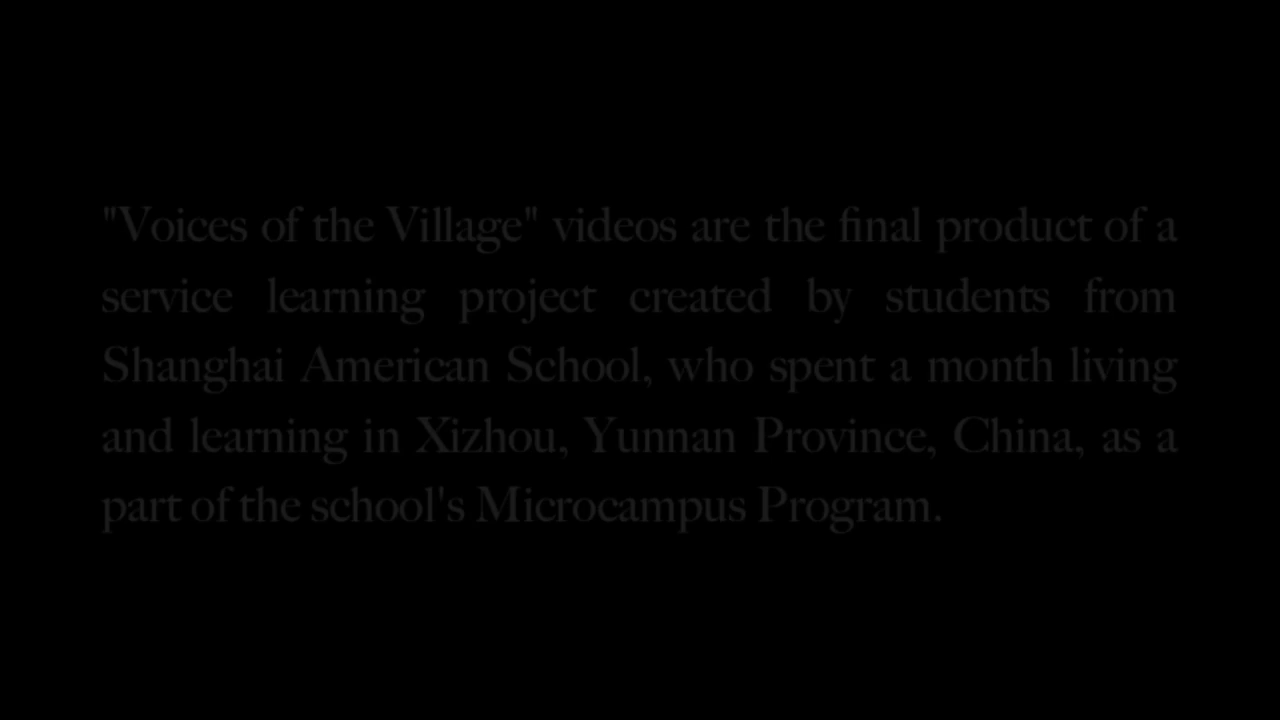 "Voices of the Village" videos are the final product of a
service learning project created by students from
Shanghai American School, who spent a month living
and learning in Xizhou, Yunnan Province, China, as a
part of the school's Microcampus Program.